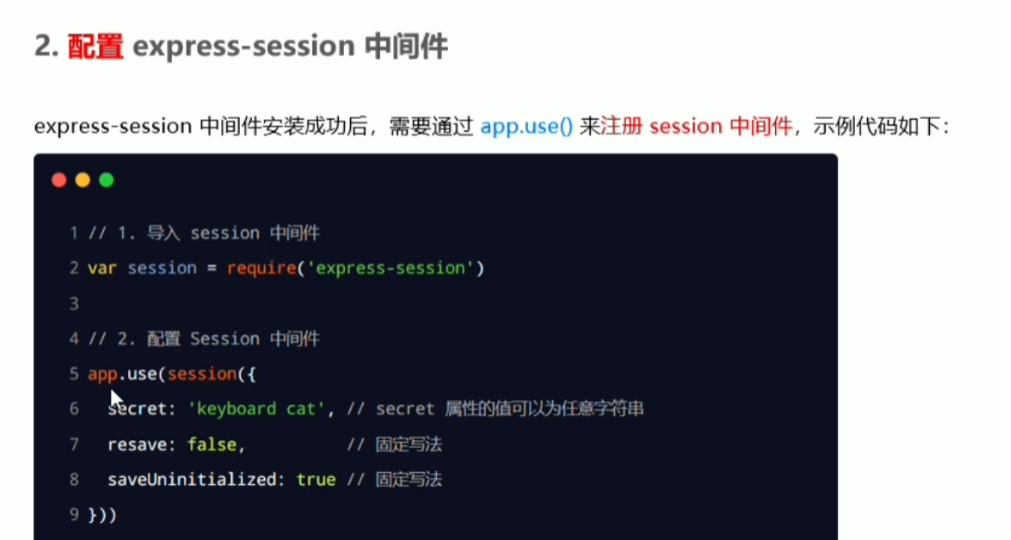 2. 配置 express-session 中间件
express-session 中间件安装成功后，需要通过 app.use() 来注册 session 中间件，示例代码如下：
1 // 1. 导入 session 中间件
2 var session = require('express-session')
3
4 // 2. 配置 Session 中间件
5 app.use(session({
6 secret: 'keyboard cat', // secret 属性的值可以为任意字符串
7 resave: false, // 固定写法
8 saveUninitialized: true // 固定写法
9 }))